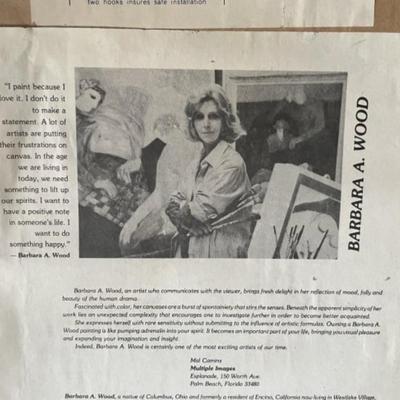 two hooks insures safe installation
"I paint because I
love it. I don't do it
to make a
statement. A lot of
artists are putting
their frustrations on
canvas. In the age
we are living in
today, we need
something to lift up
our spirits. I want to
have a positive note
in someone's life. I
want to do
something happy."
— Barbara A. Wood
BARBARA A. WOOD
Barbara A. Wood, an artist who communicates with the viewer, brings fresh delight in her reflection of mood, folly and
beauty of the human drama.
Fascinated with color, her canvases are a burst of spontaneity that stirs the senses. Beneath the apparent simplicity of her
work lies an unexpected complexity that encourages one to investigate further in order to become better acquainted.
She expresses herself with rare sensitivity without submitting to the influence of artistic formulas. Owning a Barbara A.
Wood painting is like pumping adrenalin into your spirit. It becomes an important part of your life, bringing you visual pleasure
and expanding your imagination and insight.
Indeed, Barbara A. Wood is certainly one of the most exciting artists of our time.
Mal Camins
Multiple Images
Esplanade, 150 Worth Ave.
Palm Beach, Florida 33480
Barbara A. Wood, a native of Columbus, Ohio and formerly a resident of Encino, California now living in Westlake Village,